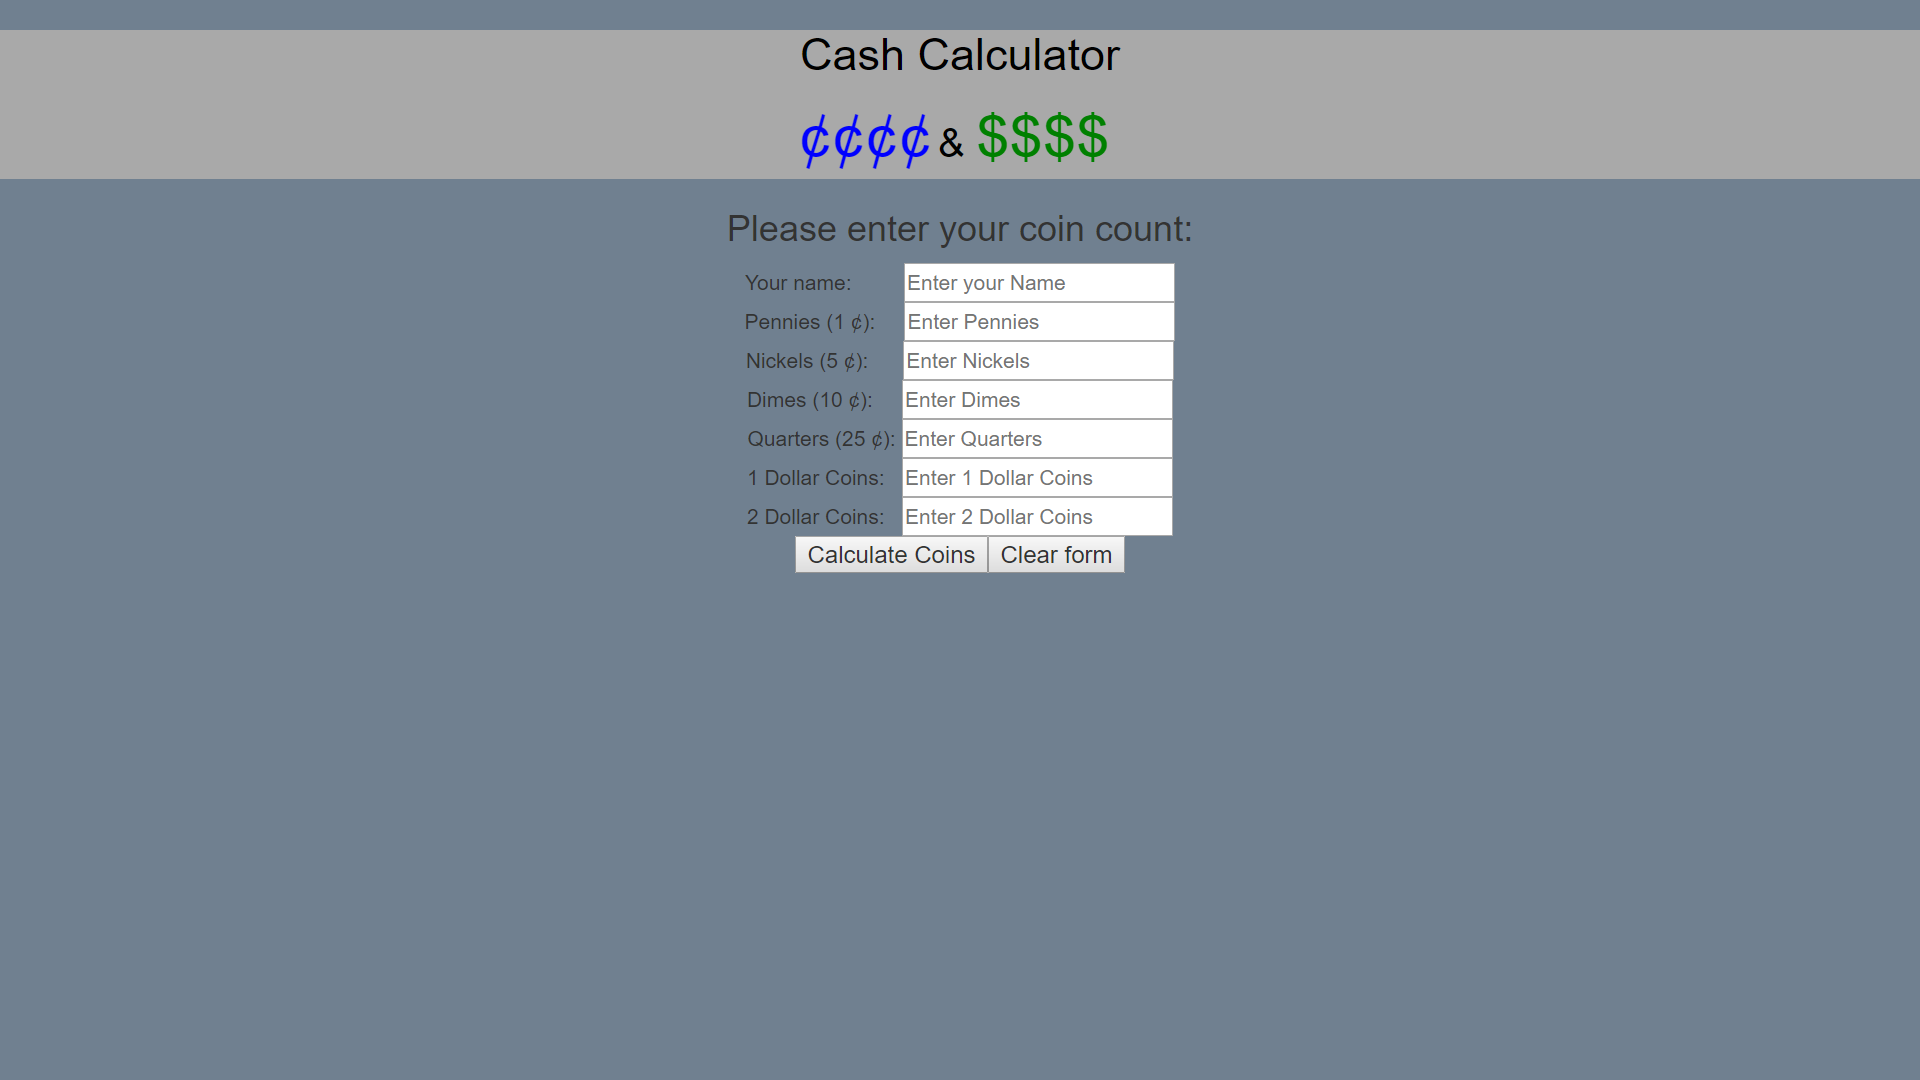 Cash Calculator
¢¢¢¢ & $$$$
Please enter your coin count:
Your name: Enter your Name
Pennies (1 ¢): Enter Pennies
Nickels (5 ¢): Enter Nickels
Dimes (10 ¢): Enter Dimes
Quarters (25 ¢): Enter Quarters
1 Dollar Coins: Enter 1 Dollar Coins
2 Dollar Coins: Enter 2 Dollar Coins
Calculate Coins Clear form